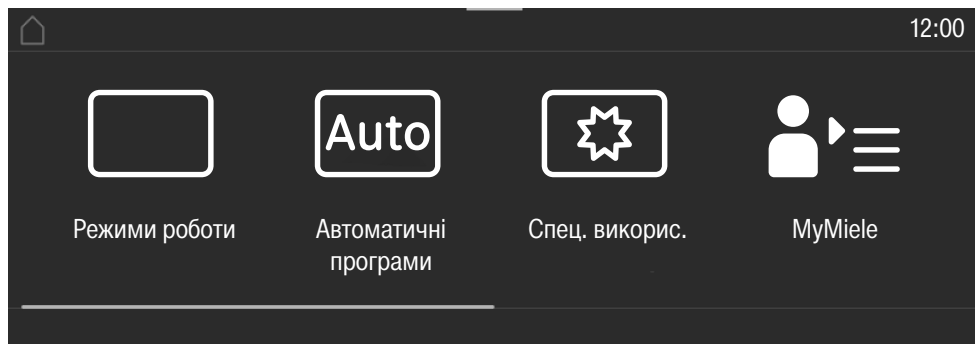 12:00
Auto
Режими роботи
Автоматичні
програми
Спец. викорис.
MyMiele